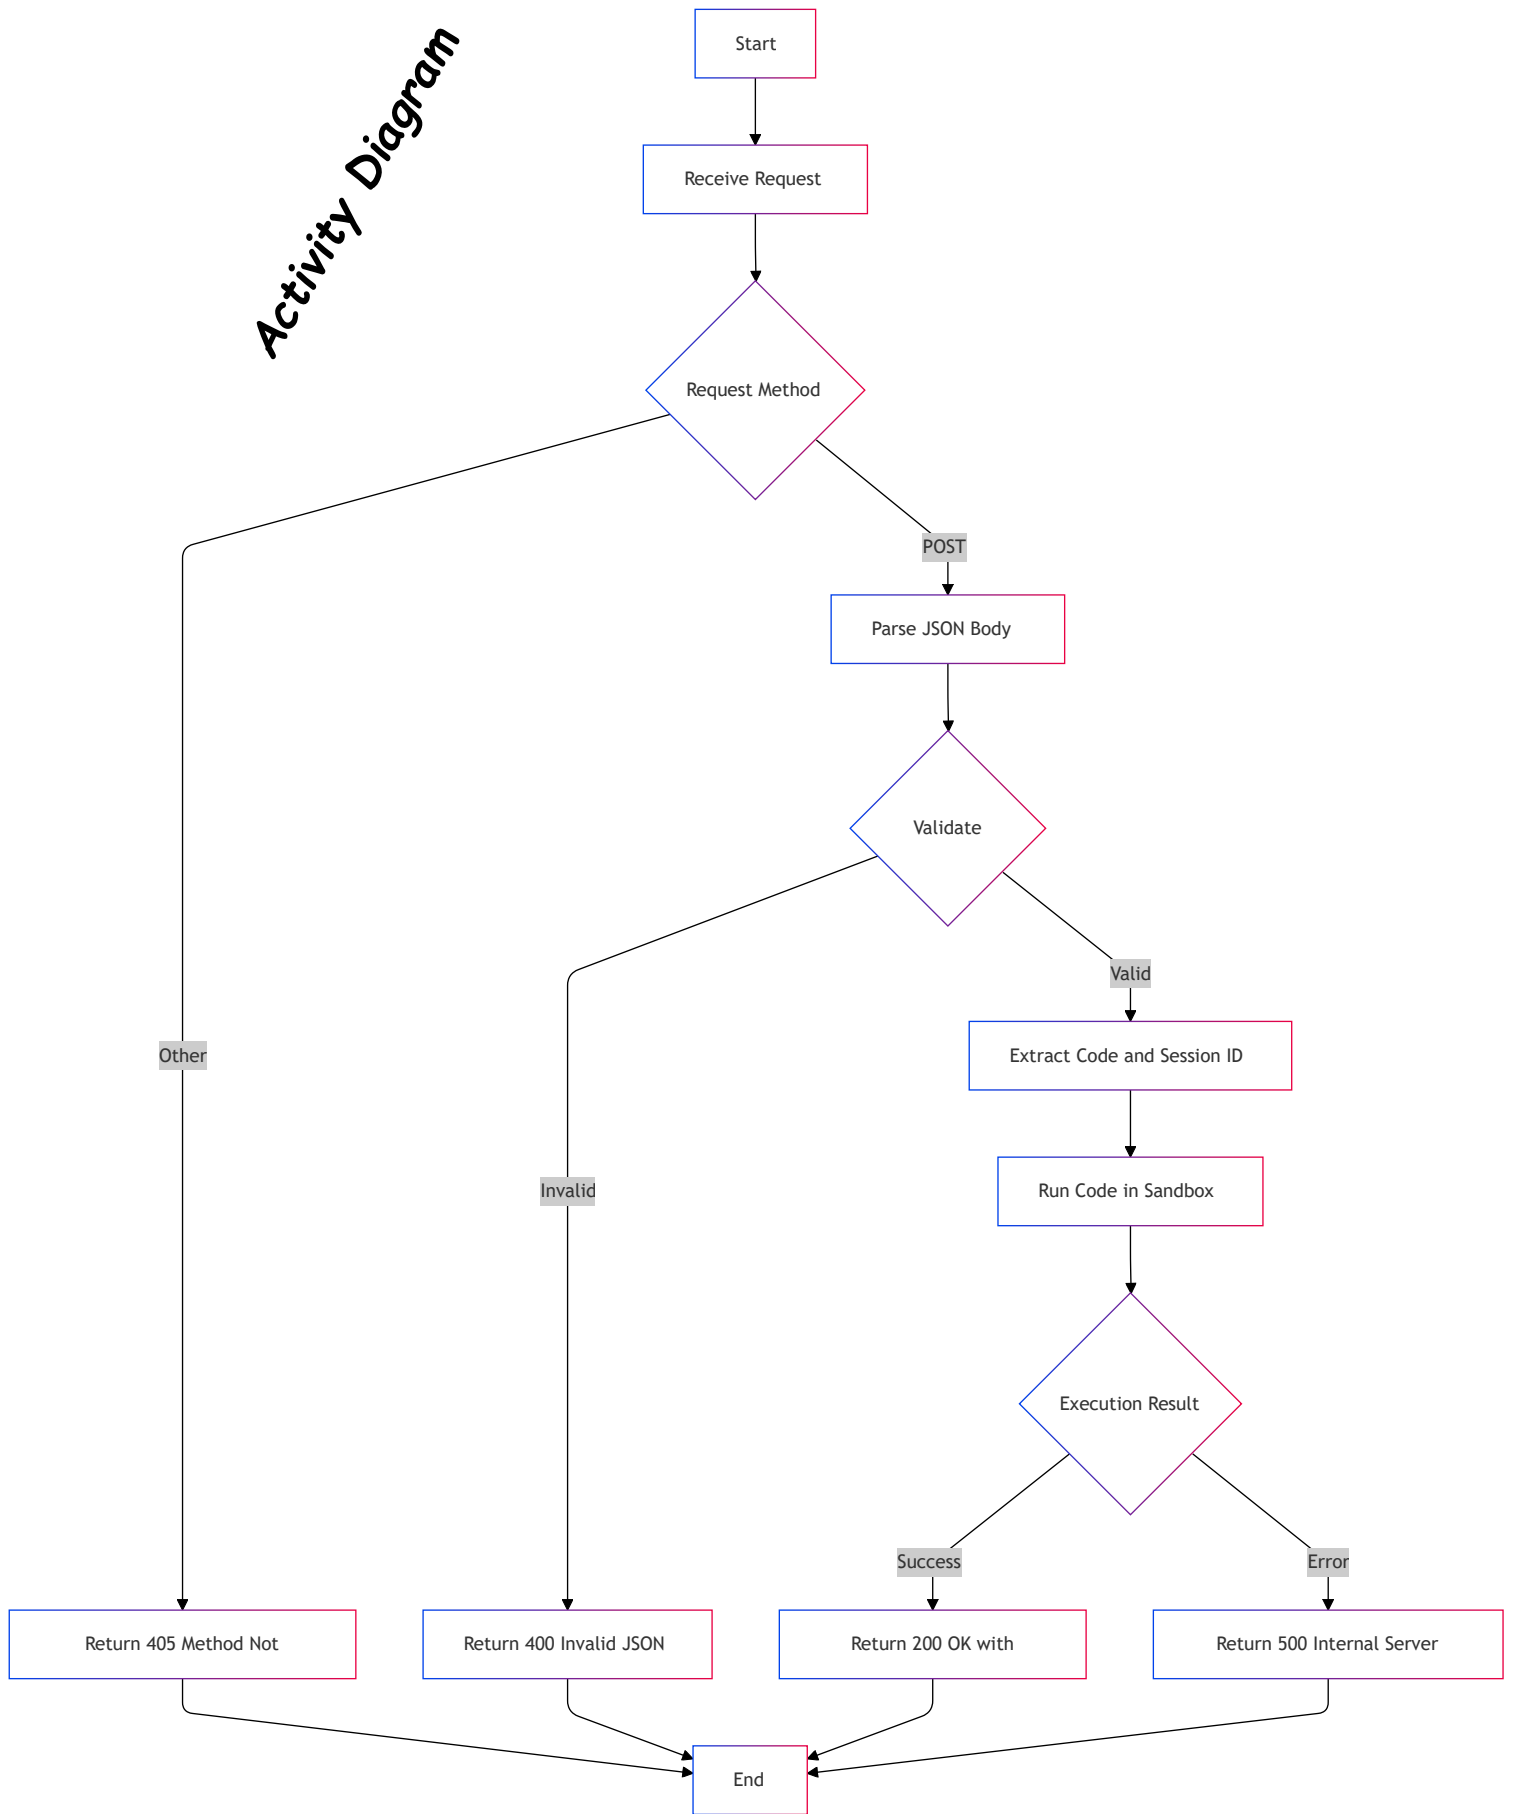 Activity Diagram
Start
Receive Request
Request Method
POST
Parse JSON Body
Validate
Valid
Other
Extract Code and Session ID
Invalid
Run Code in Sandbox
Execution Result
Success
Error
Return 405 Method Not
Return 400 Invalid JSON
Return 200 OK with
Return 500 Internal Server
End